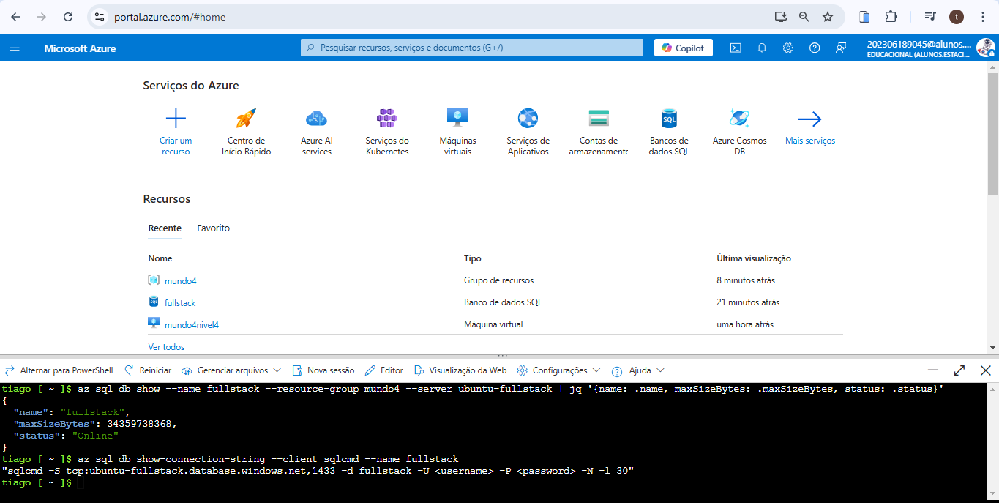 portal.azure.com/#home
t
Microsoft Azure
Pesquisar recursos, serviços e documentos (G+/)
Copilot
202306189045@alunos....
EDUCACIONAL (ALUNOS.ESTACI...
Serviços do Azure
Criar um recurso
Centro de Início Rápido
Azure AI services
Serviços do Kubernetes
Máquinas virtuais
Serviços de Aplicativos
Contas de armazenamento
SQL
Bancos de dados SQL
Azure Cosmos DB
Mais serviços
Recursos
Recente Favorito
Nome Tipo Última visualização
mundo4 Grupo de recursos 8 minutos atrás
fullstack Banco de dados SQL 21 minutos atrás
mundo4nivel4 Máquina virtual uma hora atrás
Ver todos
Alternar para PowerShell Reiniciar Gerenciar arquivos Nova sessão Editor Visualização da Web Configurações Ajuda
tiago [ ~ ]$ az sql db show --name fullstack --resource-group mundo4 --server ubuntu-fullstack | jq '{name: .name, maxSizeBytes: .maxSizeBytes, status: .status}'
{
"name": "fullstack",
"maxSizeBytes": 34359738368,
"status": "Online"
}
tiago [ ~ ]$ az sql db show-connection-string --client sqlcmd --name fullstack
"sqlcmd -S tcp:ubuntu-fullstack.database.windows.net,1433 -d fullstack -U <username> -P <password> -N -l 30"
tiago [ ~ ]$